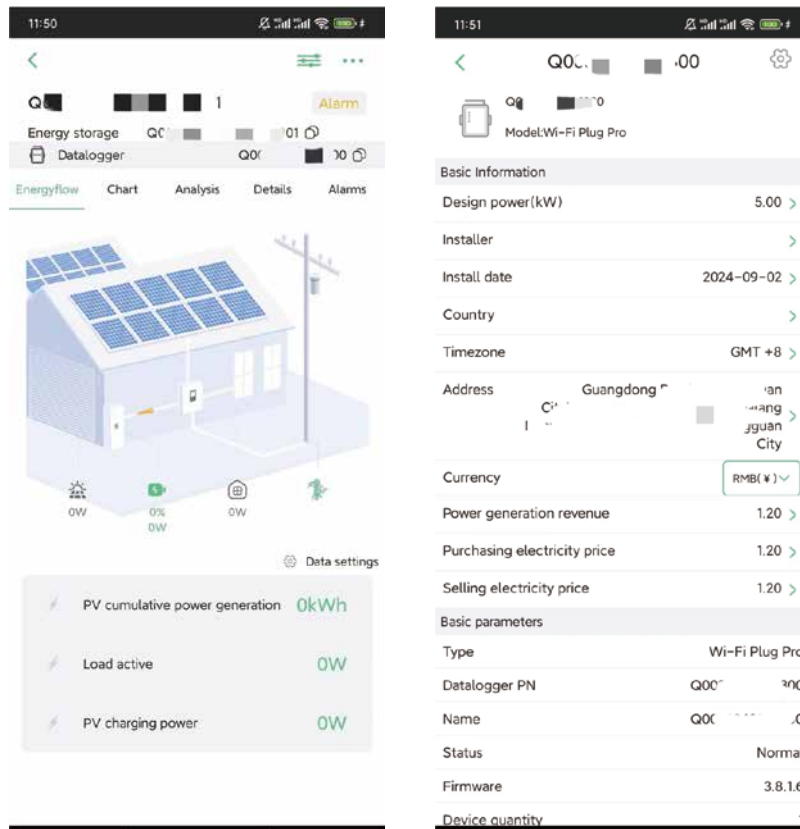 11:50
Alarm
Energy storage
Datalogger
Energyflow Chart Analysis Details Alarms
0W 0% 0W
0W
Data settings
PV cumulative power generation 0kWh
Load active 0W
PV charging power 0W
11:51
Model:Wi-Fi Plug Pro
Basic Information
Design power(kW) 5.00
Installer
Install date 2024-09-02
Country
Timezone GMT +8
Address Guangdong
City
Currency RMB(¥)
Power generation revenue 1.20
Purchasing electricity price 1.20
Selling electricity price 1.20
Basic parameters
Type Wi-Fi Plug Pro
Datalogger PN
Name
Status Norma
Firmware 3.8.1.6
Device quantity